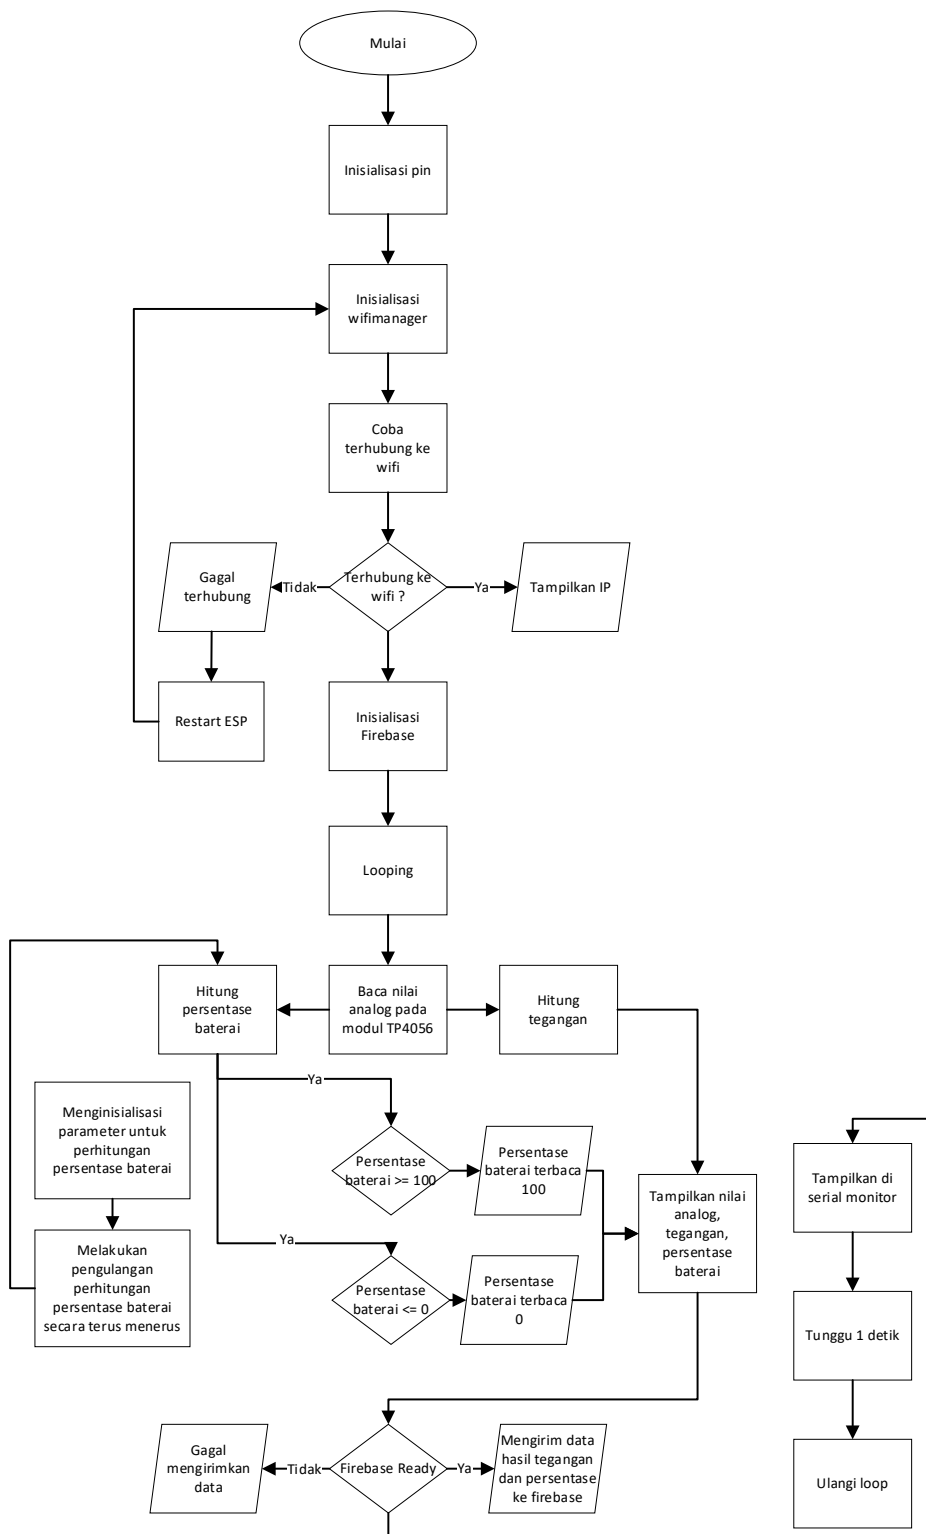 Mulai
Inisialisasi pin
Inisialisasi
wifimanager
Coba
terhubung ke
wifi
Gagal
terhubung
Tidak
Terhubung ke
wifi ?
Ya
Tampilkan IP
Restart ESP
Inisialisasi
Firebase
Looping
Hitung
persentase
baterai
Baca nilai
analog pada
modul TP4056
Hitung
tegangan
Ya
Menginisialisasi
parameter untuk
perhitungan
persentase baterai
Persentase
baterai >= 100
Persentase
baterai terbaca
100
Tampilkan nilai
analog,
tegangan,
persentase
baterai
Tampilkan di
serial monitor
Melakukan
pengulangan
perhitungan
persentase baterai
secara terus menerus
Ya
Persentase
baterai <= 0
Persentase
baterai terbaca
0
Tunggu 1 detik
Gagal
mengirimkan
data
Tidak
Firebase Ready
Ya
Mengirim data
hasil tegangan
dan persentase
ke firebase
Ulangi loop